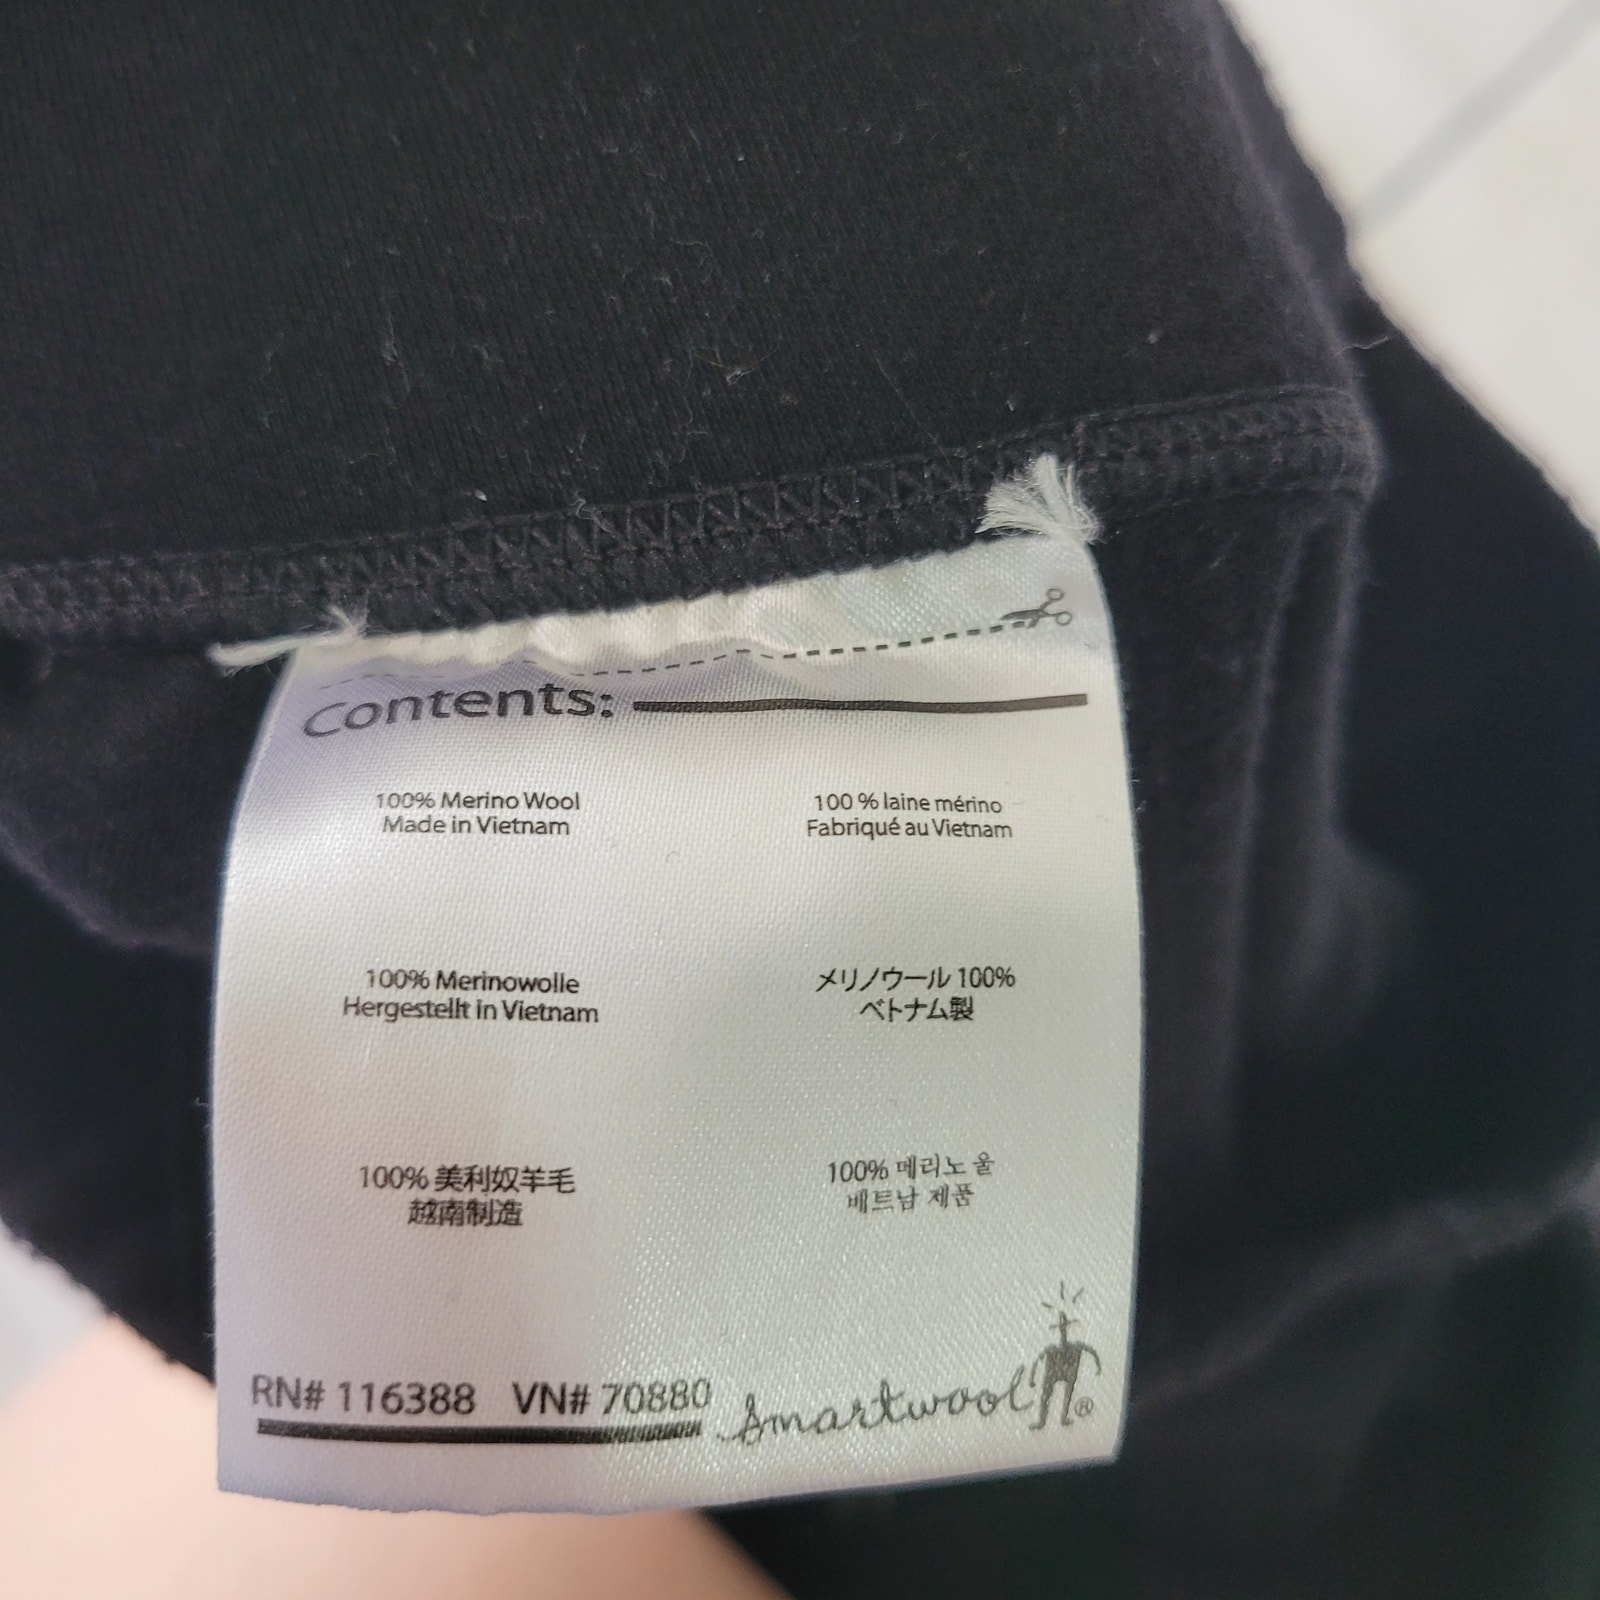 Contents:
100% Merino Wool
Made in Vietnam
100 % laine mérino
Fabriqué au Vietnam
100% Merinowolle
Hergestellt in Vietnam
メリノウール 100%
ベトナム製
100% 美利奴羊毛
越南制造
100% 메리노 울
베트남 제품
RN# 116388 VN# 70880
smartwool®